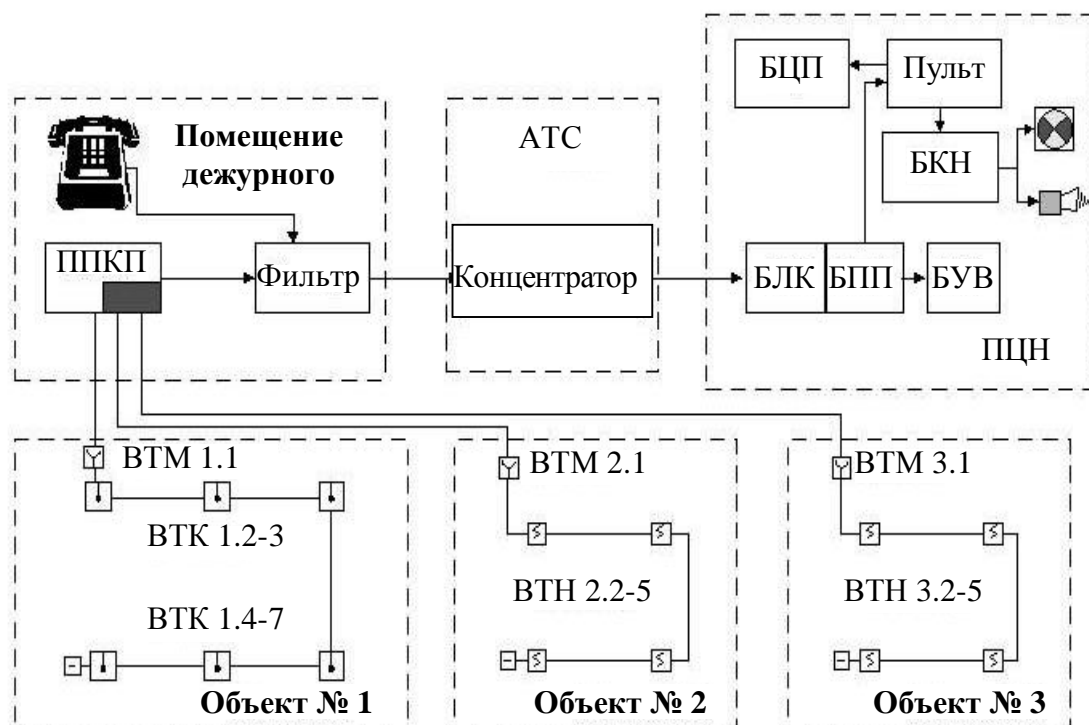 БЦП
Пульт
БКН
Помещение
дежурного
АТС
ППКП
Фильтр
Концентратор
БЛК
БПП
БУВ
ПЦН
ВТМ 1.1
ВТК 1.2-3
ВТК 1.4-7
Объект № 1
ВТМ 2.1
ВТН 2.2-5
Объект № 2
ВТМ 3.1
ВТН 3.2-5
Объект № 3